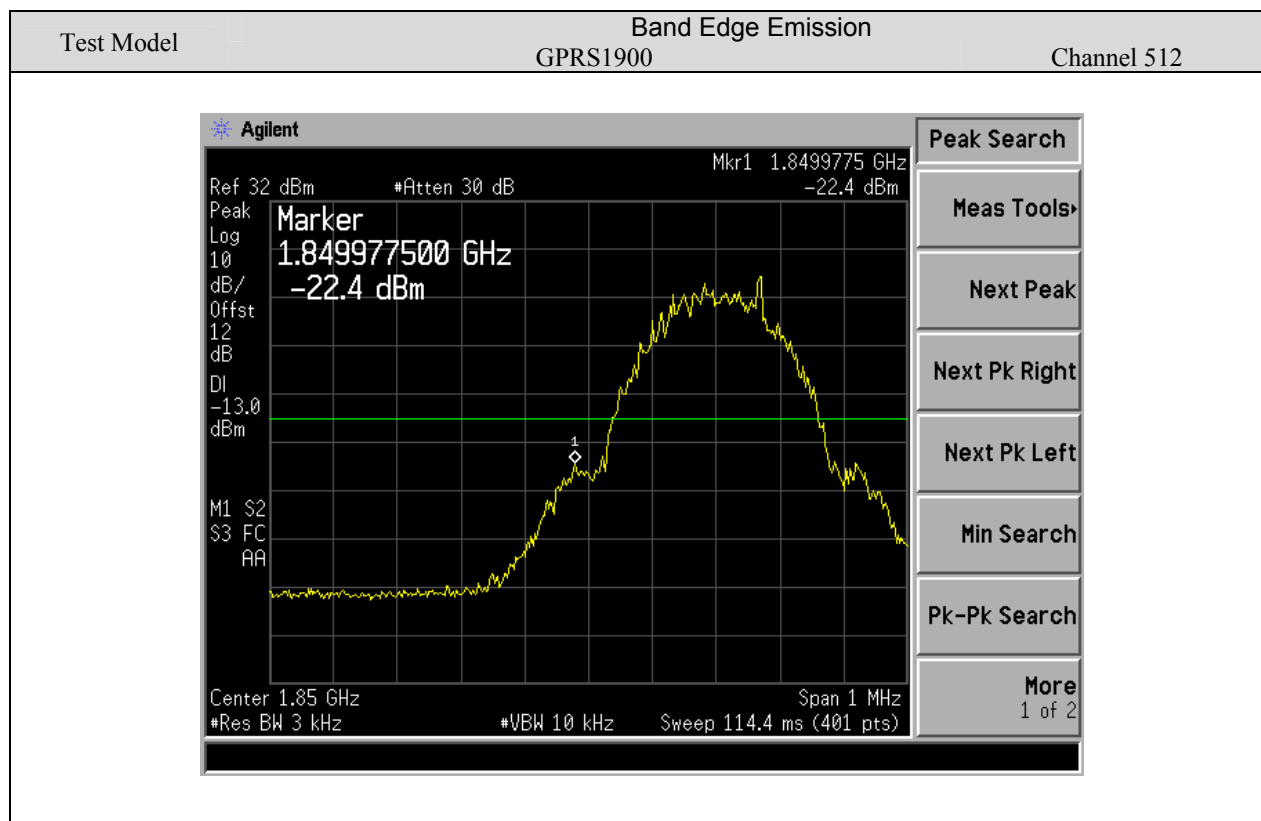 Test Model
Band Edge Emission
GPRS1900
Channel 512
Agilent
Peak Search
Mkr1 1.8499775 GHz
Ref 32 dBm #Atten 30 dB -22.4 dBm
Peak
Log
10
dB/
Offst
12
dB
DI
-13.0
dBm
M1 S2
S3 FC
AA
Marker
1.849977500 GHz
-22.4 dBm
1
Center 1.85 GHz Span 1 MHz
#Res BW 3 kHz #VBW 10 kHz Sweep 114.4 ms (401 pts)
Meas Tools
Next Peak
Next Pk Right
Next Pk Left
Min Search
Pk-Pk Search
More
1 of 2